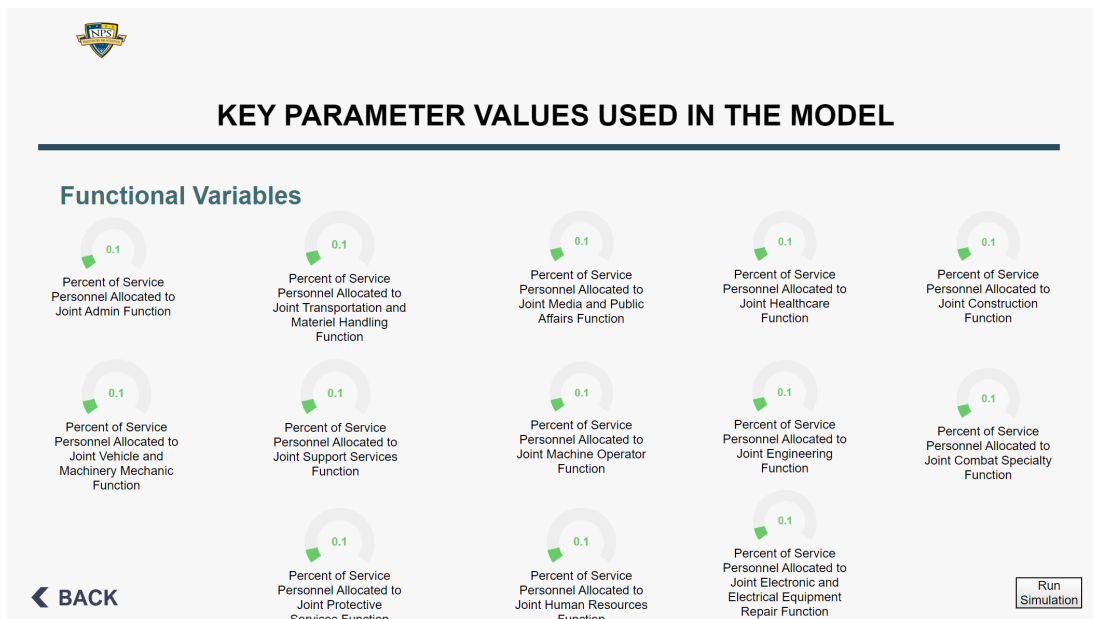 NPS
KEY PARAMETER VALUES USED IN THE MODEL
Functional Variables
0.1
Percent of Service
Personnel Allocated to
Joint Admin Function
0.1
Percent of Service
Personnel Allocated to
Joint Transportation and
Materiel Handling
Function
0.1
Percent of Service
Personnel Allocated to
Joint Media and Public
Affairs Function
0.1
Percent of Service
Personnel Allocated to
Joint Healthcare
Function
0.1
Percent of Service
Personnel Allocated to
Joint Construction
Function
0.1
Percent of Service
Personnel Allocated to
Joint Vehicle and
Machinery Mechanic
Function
0.1
Percent of Service
Personnel Allocated to
Joint Support Services
Function
0.1
Percent of Service
Personnel Allocated to
Joint Machine Operator
Function
0.1
Percent of Service
Personnel Allocated to
Joint Engineering
Function
0.1
Percent of Service
Personnel Allocated to
Joint Combat Specialty
Function
0.1
Percent of Service
Personnel Allocated to
Joint Protective
Services Function
0.1
Percent of Service
Personnel Allocated to
Joint Human Resources
Function
0.1
Percent of Service
Personnel Allocated to
Joint Electronic and
Electrical Equipment
Repair Function
BACK
Run
Simulation